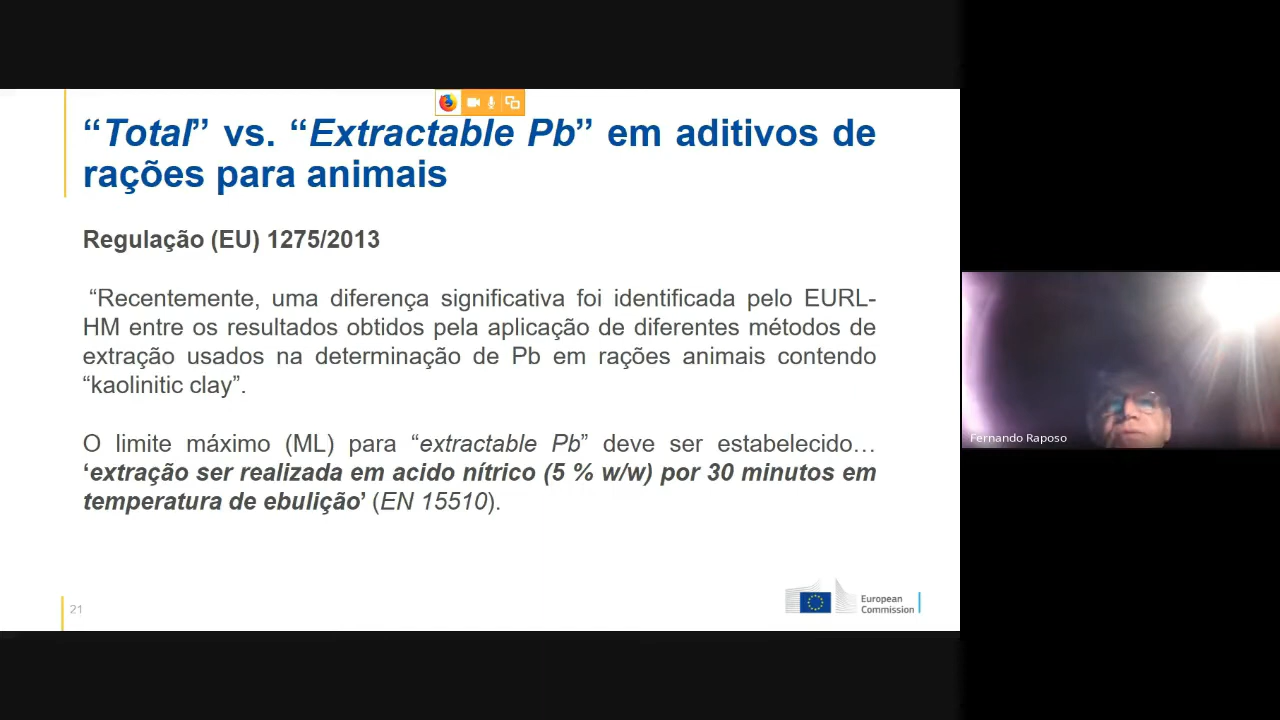 “Total” vs. “Extractable Pb” em aditivos de
rações para animais
Regulação (EU) 1275/2013
“Recentemente, uma diferença significativa foi identificada pelo EURL-
HM entre os resultados obtidos pela aplicação de diferentes métodos de
extração usados na determinação de Pb em rações animais contendo
“kaolinitic clay”.
O limite máximo (ML) para “extractable Pb” deve ser estabelecido…
‘extração ser realizada em acido nítrico (5 % w/w) por 30 minutos em
temperatura de ebulição’ (EN 15510).
21
European
Commission
Fernando Raposo